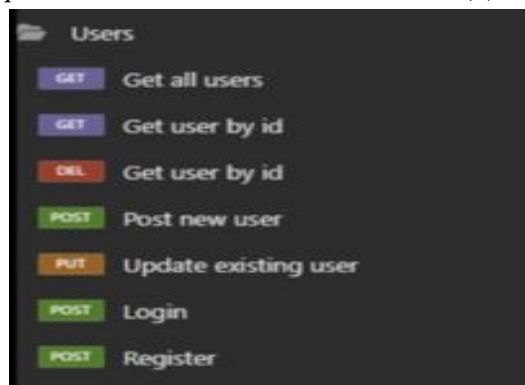 Users
GET Get all users
GET Get user by id
DEL Get user by id
POST Post new user
PUT Update existing user
POST Login
POST Register